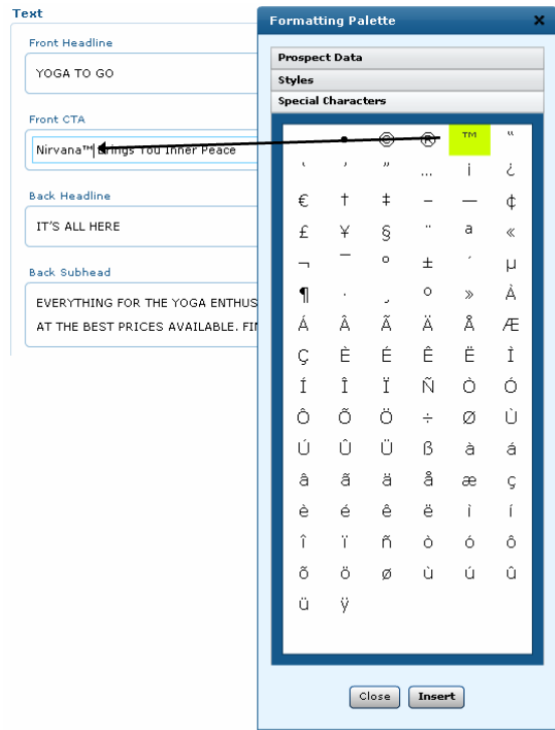 Text
Front Headline
YOGA TO GO
Front CTA
Nirvana™ Brings You Inner Peace
Back Headline
IT'S ALL HERE
Back Subhead
EVERYTHING FOR THE YOGA ENTHUS
AT THE BEST PRICES AVAILABLE. FI
Formatting Palette
Prospect Data
Styles
Special Characters
• © ® ™ “
‘ ’ ” … ¡ ¿
€ † ‡ – — ¢
£ ¥ § ¨ ª «
¬ ¯ ° ± ´ µ
¶ · ¸ º » À
Á Â Ã Ä Å Æ
Ç È É Ê Ë Ì
Í Î Ï Ñ Ò Ó
Ô Õ Ö ÷ Ø Ù
Ú Û Ü ß à á
â ã ä å æ ç
è é ê ë ì í
î ï ñ ò ó ô
õ ö ø ù ú û
ü ÿ
Close Insert